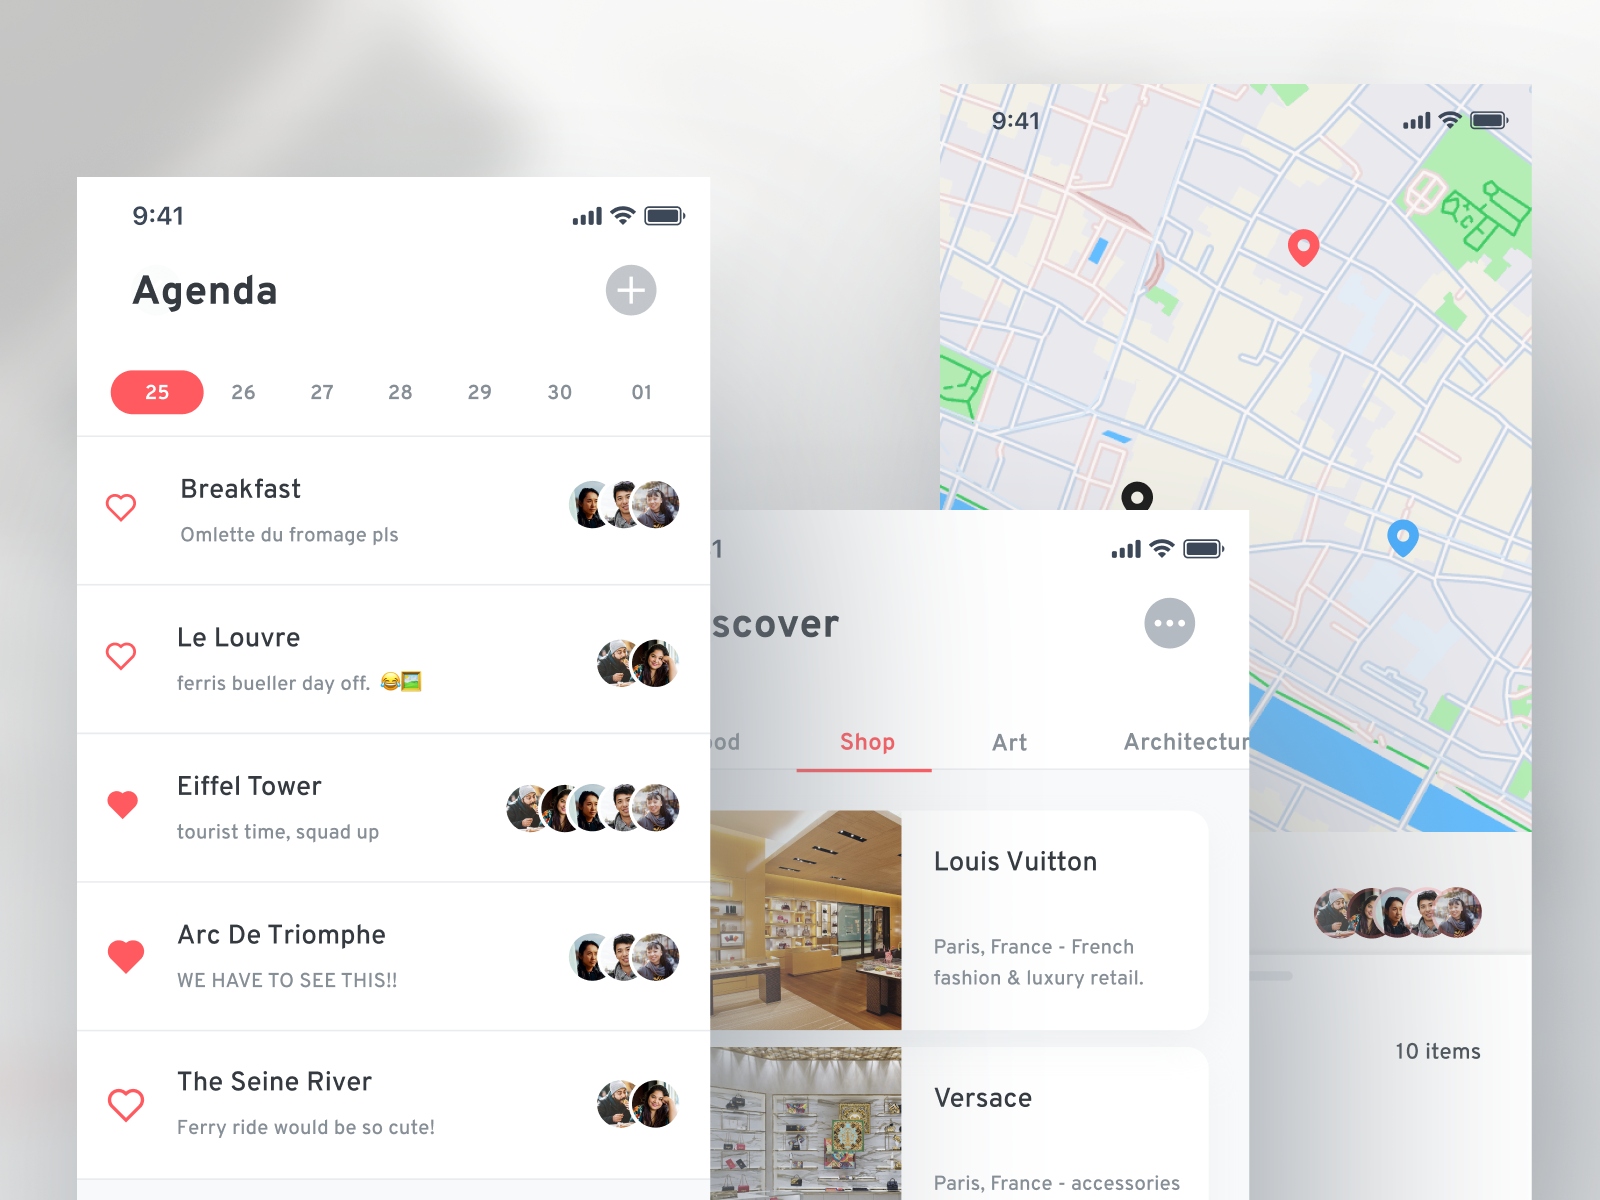 9:41
Agenda
25 26 27 28 29 30 01
Breakfast
Omlette du fromage pls
Le Louvre
ferris bueller day off. 😂🖼️
Eiffel Tower
tourist time, squad up
Arc De Triomphe
WE HAVE TO SEE THIS!!
The Seine River
Ferry ride would be so cute!
1
scover
ood Shop Art Architectur
Louis Vuitton
Paris, France - French
fashion & luxury retail.
Versace
Paris, France - accessories
9:41
10 items